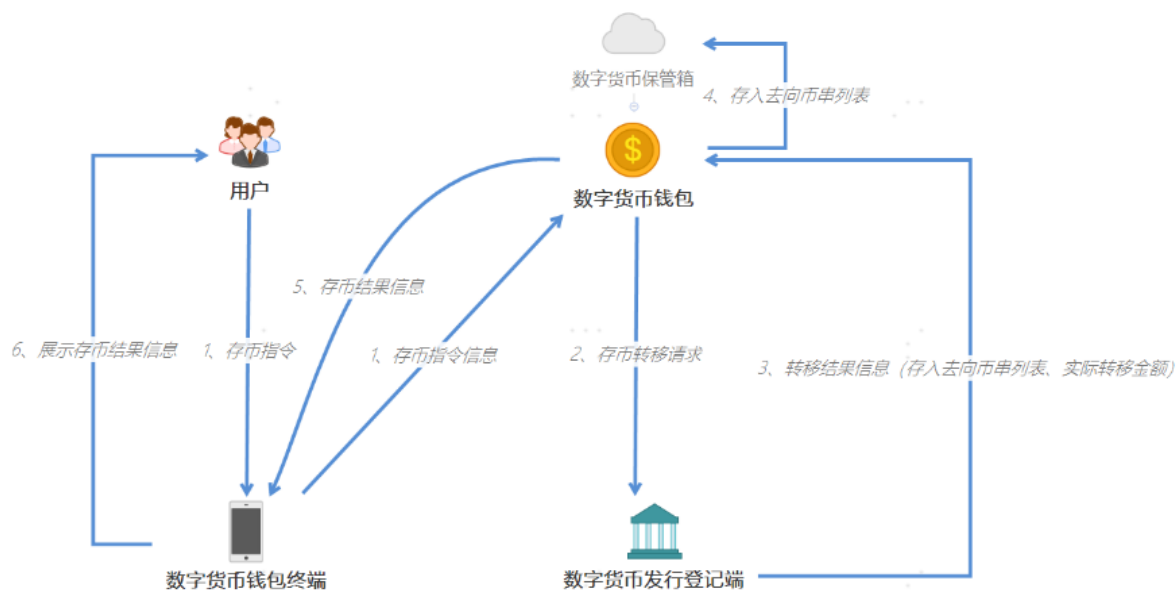 数字货币保管箱
4、存入去向币串列表
用户
数字货币钱包
5、存币结果信息
6、展示存币结果信息
1、存币指令
1、存币指令信息
2、存币转移请求
3、转移结果信息（存入去向币串列表、实际转移金额）
数字货币钱包终端
数字货币发行登记端